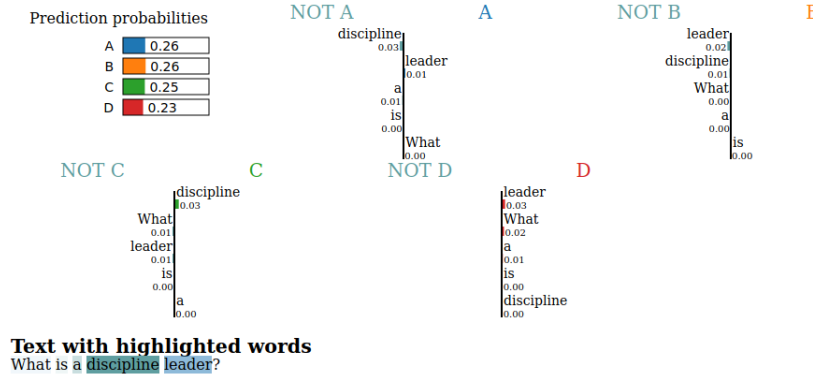 Prediction probabilities
A 0.26
B 0.26
C 0.25
D 0.23
NOT A A
discipline
0.03
leader
0.01
a
0.01
is
0.00
What
0.00
NOT B
leader
0.02
discipline
0.01
What
0.00
a
0.00
is
0.00
NOT C C
discipline
0.03
What
0.01
leader
0.01
is
0.00
a
0.00
NOT D D
leader
0.03
What
0.02
a
0.01
is
0.00
discipline
0.00
Text with highlighted words
What is a discipline leader?